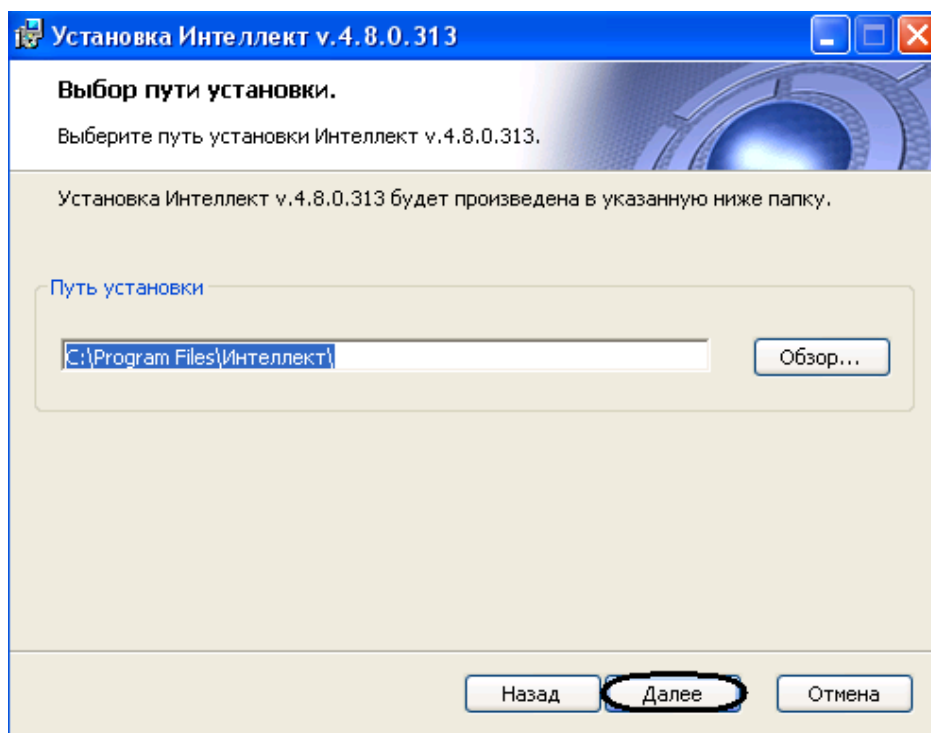 Установка Интеллект v.4.8.0.313
Выбор пути установки.
Выберите путь установки Интеллект v.4.8.0.313.
Установка Интеллект v.4.8.0.313 будет произведена в указанную ниже папку.
Путь установки
C:\Program Files\Интеллект\
Обзор...
Назад
Далее
Отмена